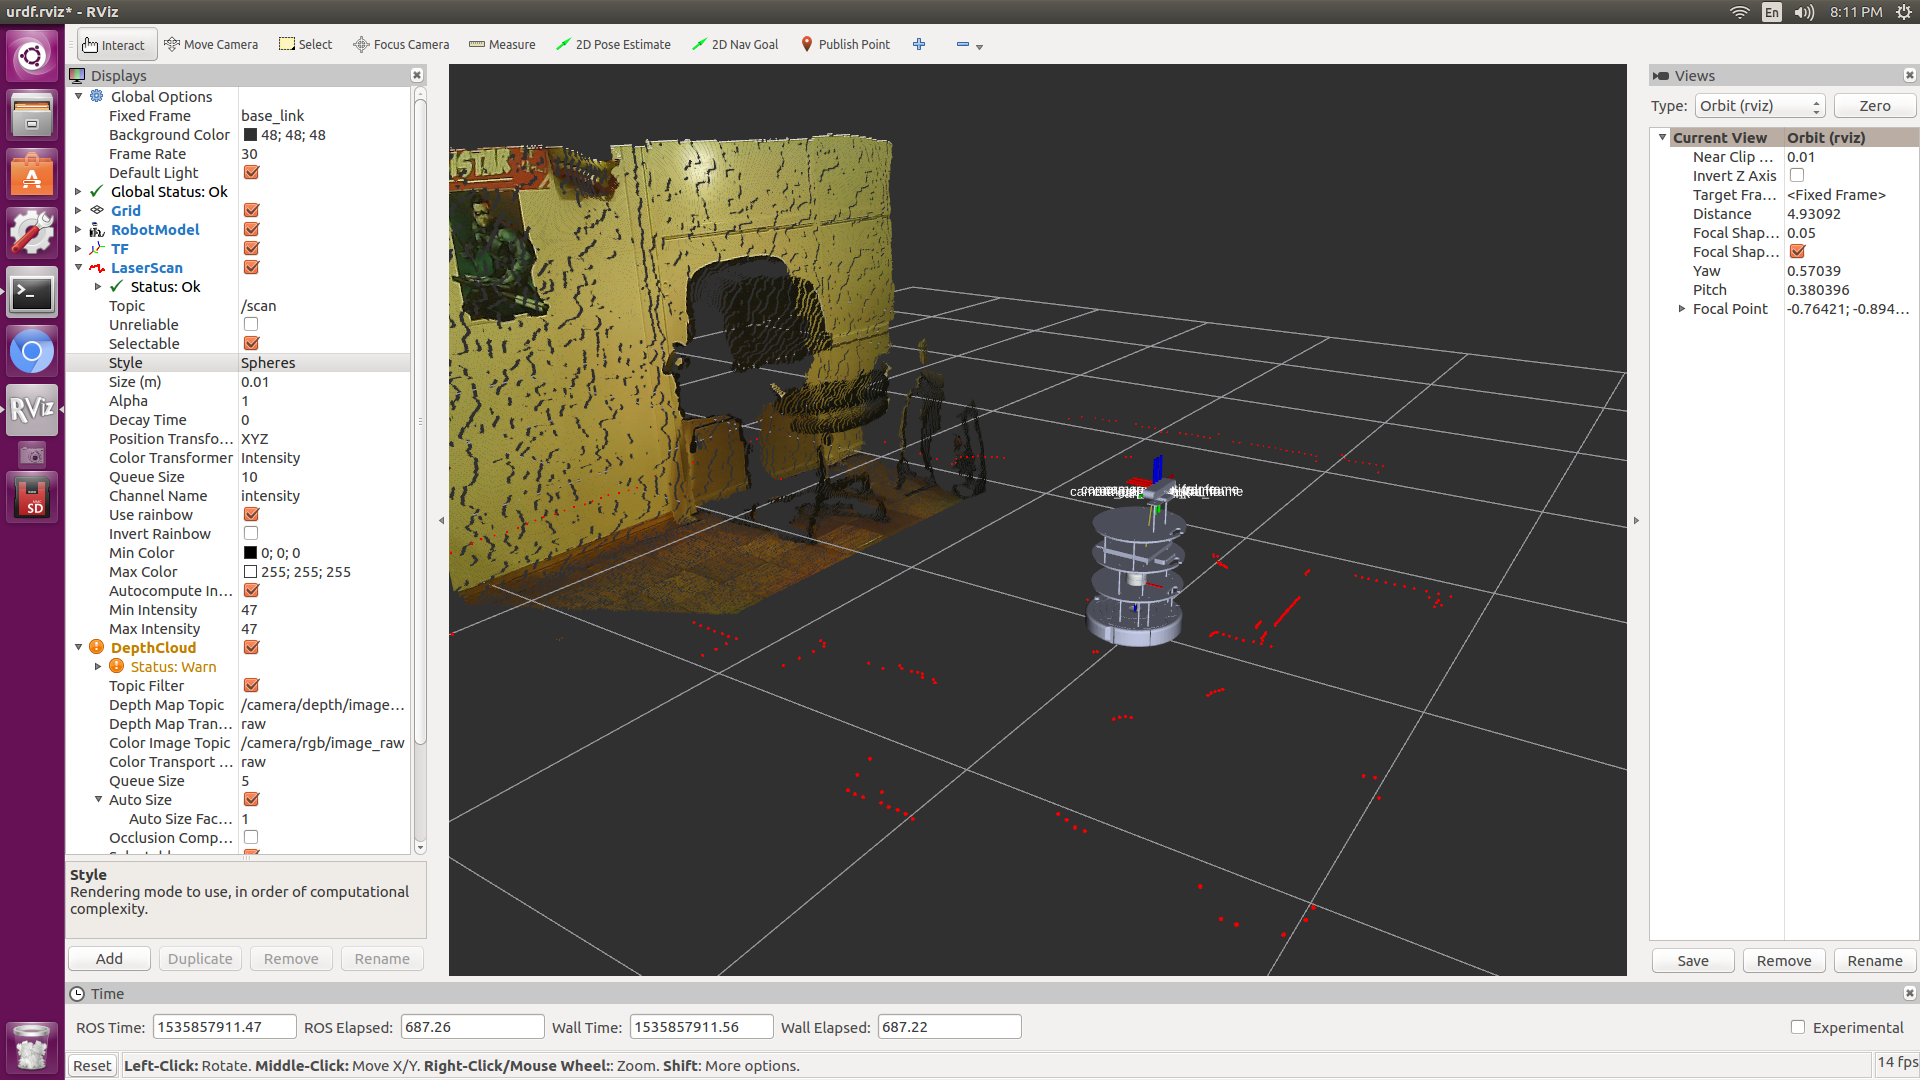 urdf.rviz* - RViz
En
8:11 PM
Interact
Move Camera
Select
Focus Camera
Measure
2D Pose Estimate
2D Nav Goal
Publish Point
Displays
Global Options
Fixed Frame base_link
Background Color 48; 48; 48
Frame Rate 30
Default Light
Global Status: Ok
Grid
RobotModel
TF
LaserScan
Status: Ok
Topic /scan
Unreliable
Selectable
Style Spheres
Size (m) 0.01
Alpha 1
Decay Time 0
Position Transfo... XYZ
Color Transformer Intensity
Queue Size 10
Channel Name intensity
Use rainbow
Invert Rainbow
Min Color 0; 0; 0
Max Color 255; 255; 255
Autocompute In...
Min Intensity 47
Max Intensity 47
DepthCloud
Status: Warn
Topic Filter
Depth Map Topic /camera/depth/image...
Depth Map Tran... raw
Color Image Topic /camera/rgb/image_raw
Color Transport ... raw
Queue Size 5
Auto Size
Auto Size Fac... 1
Occlusion Comp...
Style
Rendering mode to use, in order of computational
complexity.
Add
Duplicate
Remove
Rename
STAR
RViz
SD
Views
Type: Orbit (rviz)
Zero
Current View Orbit (rviz)
Near Clip ... 0.01
Invert Z Axis
Target Fra... <Fixed Frame>
Distance 4.93092
Focal Shap... 0.05
Focal Shap...
Yaw 0.57039
Pitch 0.380396
Focal Point -0.76421; -0.894...
Save
Remove
Rename
Time
ROS Time: 1535857911.47
ROS Elapsed: 687.26
Wall Time: 1535857911.56
Wall Elapsed: 687.22
Experimental
Reset
Left-Click: Rotate. Middle-Click: Move X/Y. Right-Click/Mouse Wheel:: Zoom. Shift: More options.
14 fps